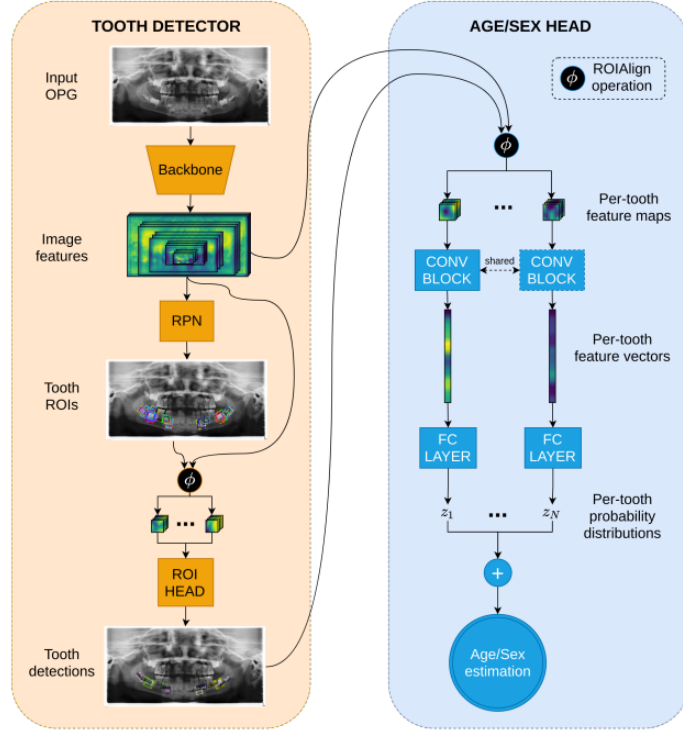 TOOTH DETECTOR
Input
OPG
Backbone
Image
features
RPN
Tooth
ROIs
ϕ
ROI
HEAD
Tooth
detections
AGE/SEX HEAD
ϕ
ROIAlign
operation
ϕ
Per-tooth
feature maps
CONV
BLOCK
shared
CONV
BLOCK
Per-tooth
feature vectors
FC
LAYER
FC
LAYER
z₁ ... z_N
Per-tooth
probability
distributions
+
Age/Sex
estimation